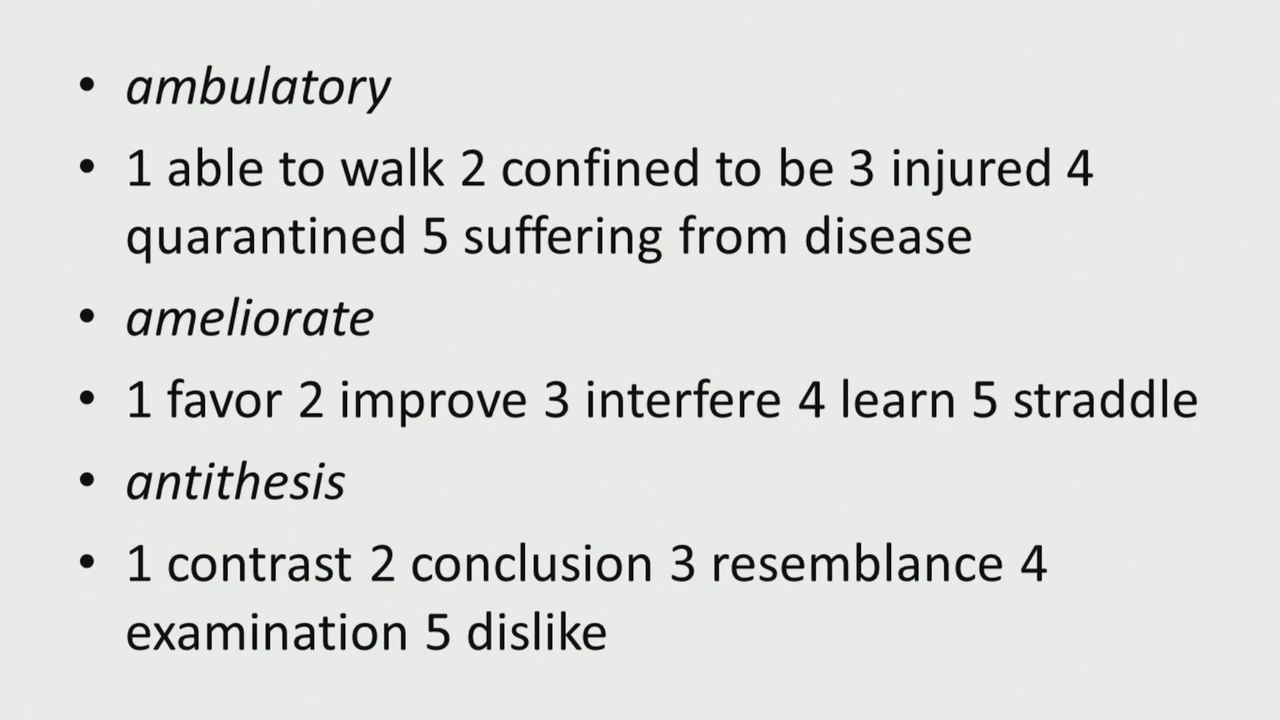 • ambulatory
• 1 able to walk 2 confined to be 3 injured 4
quarantined 5 suffering from disease
• ameliorate
• 1 favor 2 improve 3 interfere 4 learn 5 straddle
• antithesis
• 1 contrast 2 conclusion 3 resemblance 4
examination 5 dislike